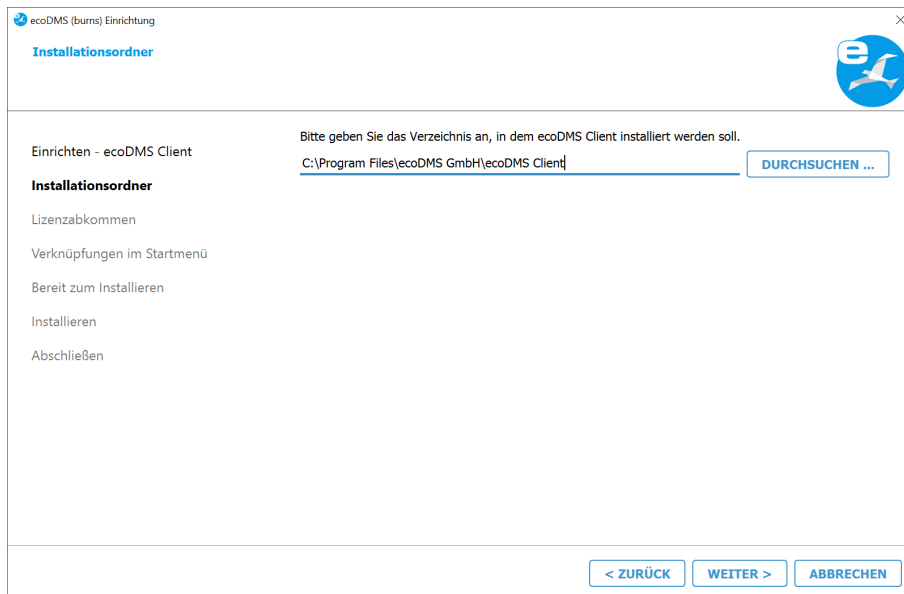 ecoDMS (burns) Einrichtung
Installationsordner
e
Einrichten - ecoDMS Client
Installationsordner
Lizenzabkommen
Verknüpfungen im Startmenü
Bereit zum Installieren
Installieren
Abschließen
Bitte geben Sie das Verzeichnis an, in dem ecoDMS Client installiert werden soll.
C:\Program Files\ecoDMS GmbH\ecoDMS Client
DURCHSUCHEN ...
< ZURÜCK WEITER > ABBRECHEN